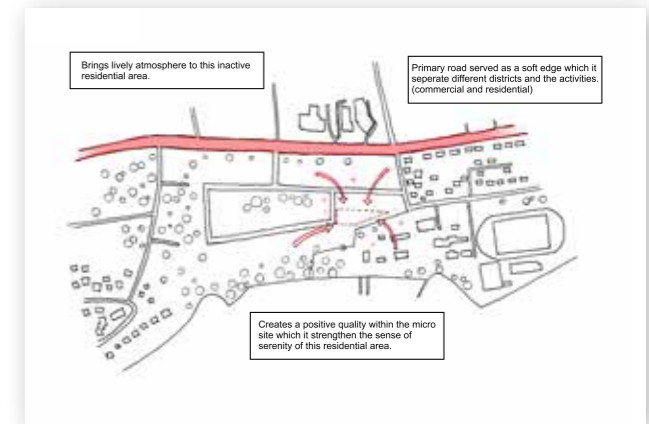 Brings lively atmosphere to this inactive
residential area.
Primary road served as a soft edge which it
seperate different districts and the activities.
(commercial and residential)
Creates a positive quality within the micro
site which it strengthen the sense of
serenity of this residential area.